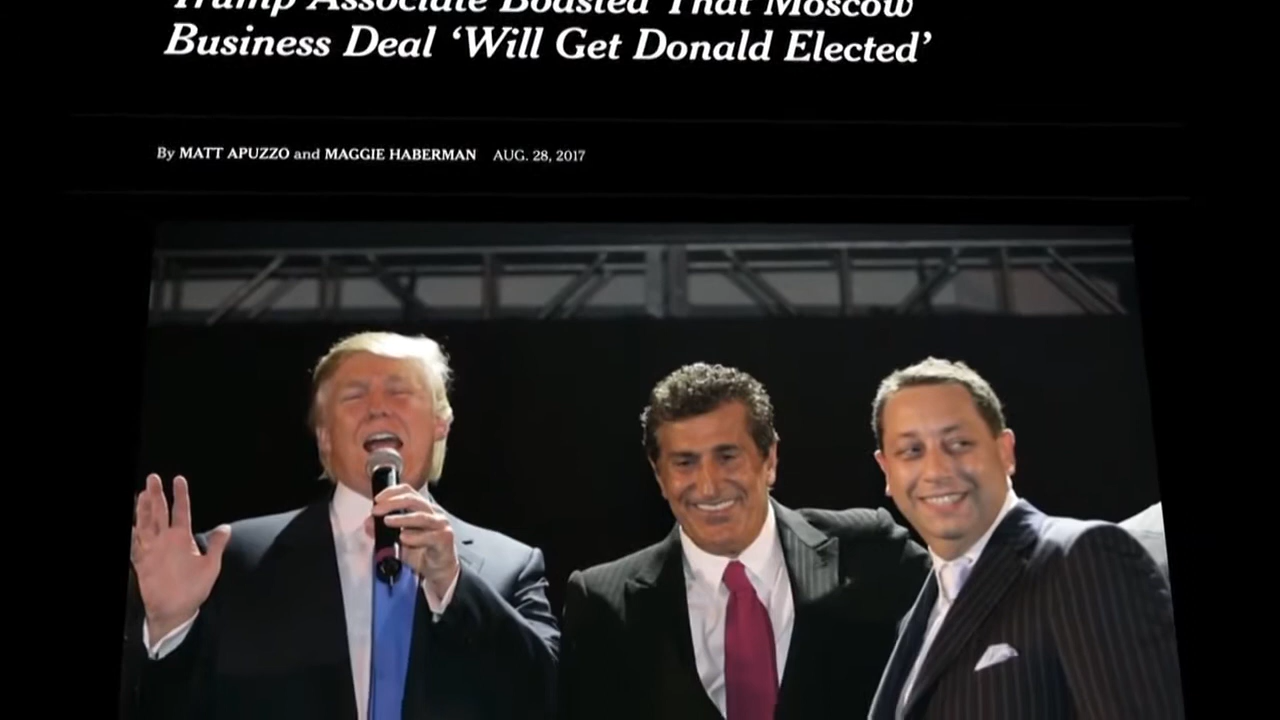 Trump Associate Boasted That Moscow
Business Deal ‘Will Get Donald Elected’
By MATT APUZZO and MAGGIE HABERMAN AUG. 28, 2017